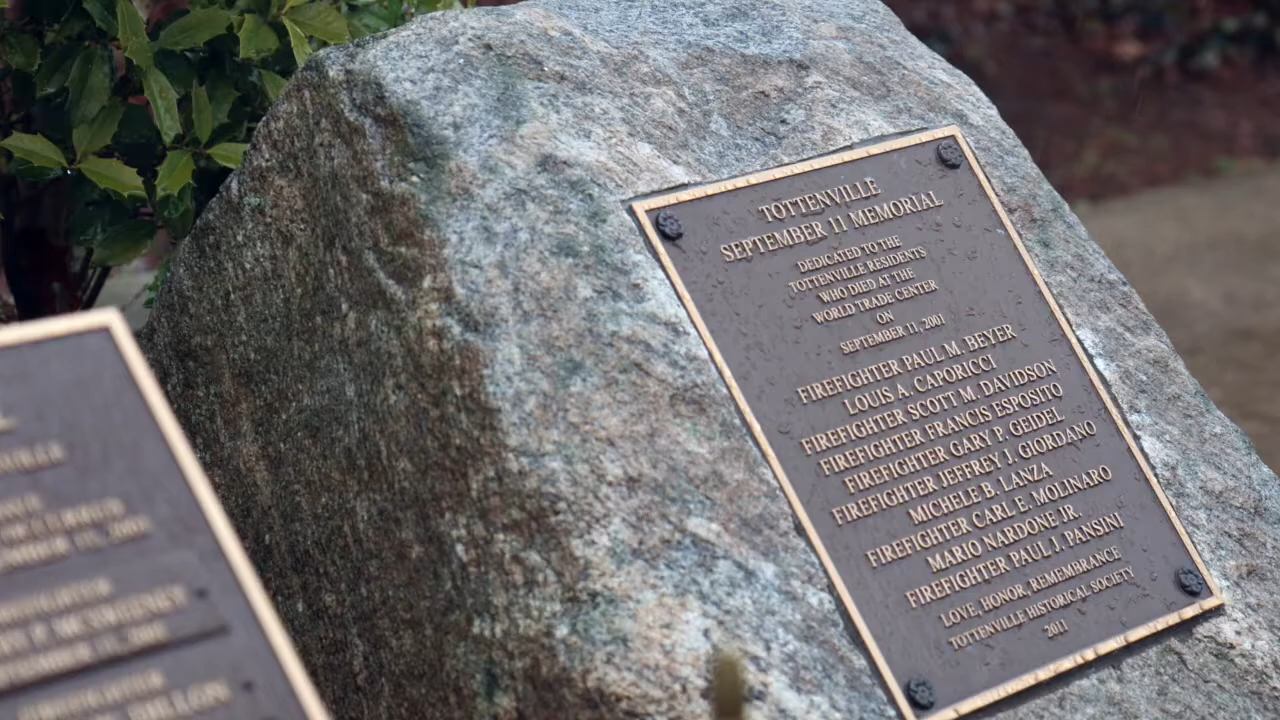 TOTTENVILLE
SEPTEMBER 11 MEMORIAL
DEDICATED TO THE
TOTTENVILLE RESIDENTS
WHO DIED AT THE
WORLD TRADE CENTER
ON
SEPTEMBER 11, 2001
FIREFIGHTER PAUL M. BEYER
LOUIS A. CAPORICCI
FIREFIGHTER SCOTT M. DAVIDSON
FIREFIGHTER FRANCIS ESPOSITO
FIREFIGHTER GARY P. GEIDEL
FIREFIGHTER JEFFREY J. GIORDANO
MICHELE B. LANZA
FIREFIGHTER CARL E. MOLINARO
MARIO NARDONE JR.
FIREFIGHTER PAUL J. PANSINI
LOVE, HONOR, REMEMBRANCE
TOTTENVILLE HISTORICAL SOCIETY
2011